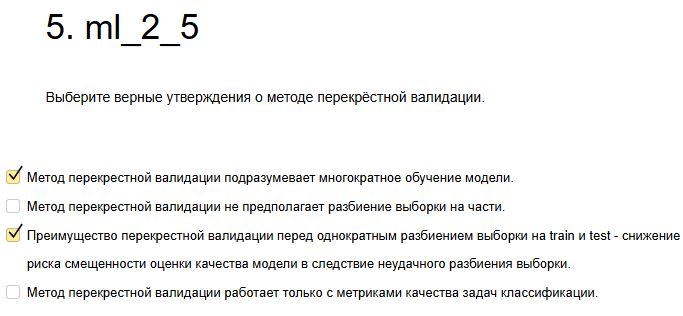 5. ml_2_5
Выберите верные утверждения о методе перекрёстной валидации.
Метод перекрестной валидации подразумевает многократное обучение модели.
Метод перекрестной валидации не предполагает разбиение выборки на части.
Преимущество перекрестной валидации перед однократным разбиением выборки на train и test - снижение
риска смещенности оценки качества модели в следствие неудачного разбиения выборки.
Метод перекрестной валидации работает только с метриками качества задач классификации.